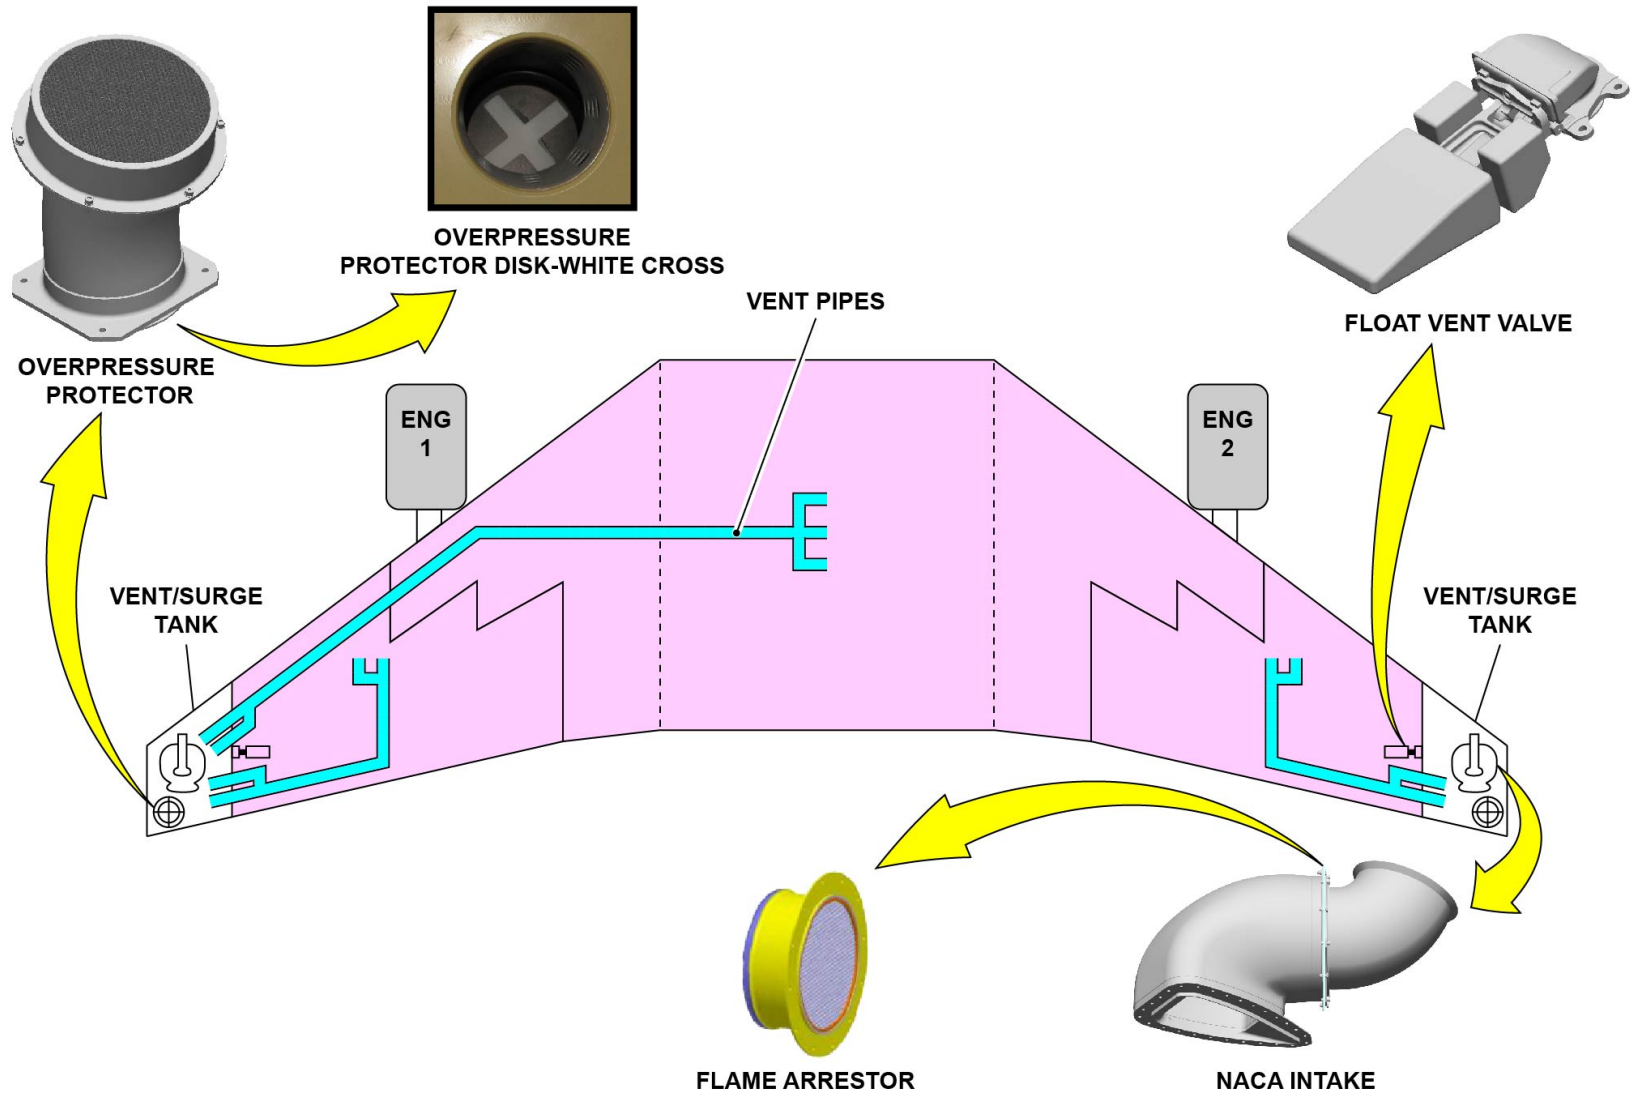 OVERPRESSURE
PROTECTOR DISK-WHITE CROSS
VENT PIPES
FLOAT VENT VALVE
OVERPRESSURE
PROTECTOR
ENG
1
ENG
2
VENT/SURGE
TANK
VENT/SURGE
TANK
FLAME ARRESTOR
NACA INTAKE